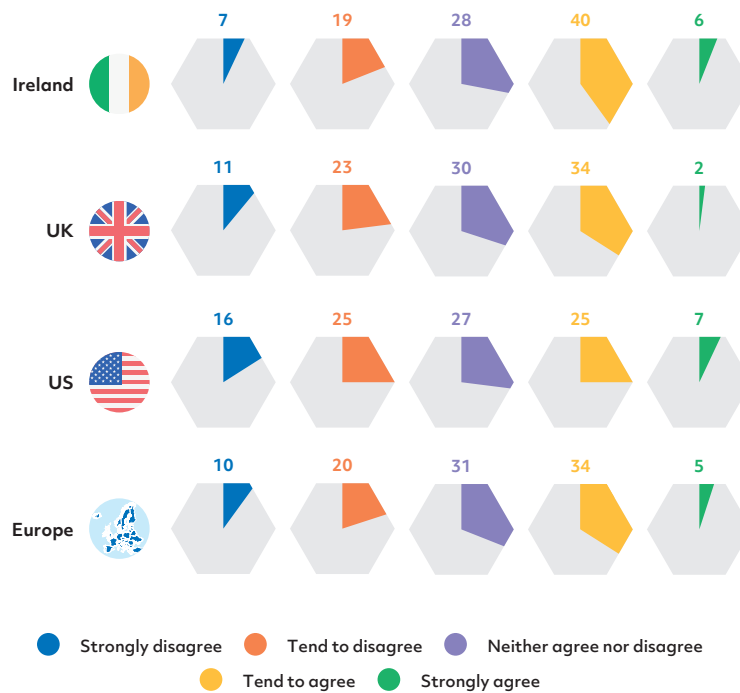 7 19 28 40 6
Ireland
11 23 30 34 2
UK
16 25 27 25 7
US
10 20 31 34 5
Europe
Strongly disagree Tend to disagree Neither agree nor disagree
Tend to agree Strongly agree